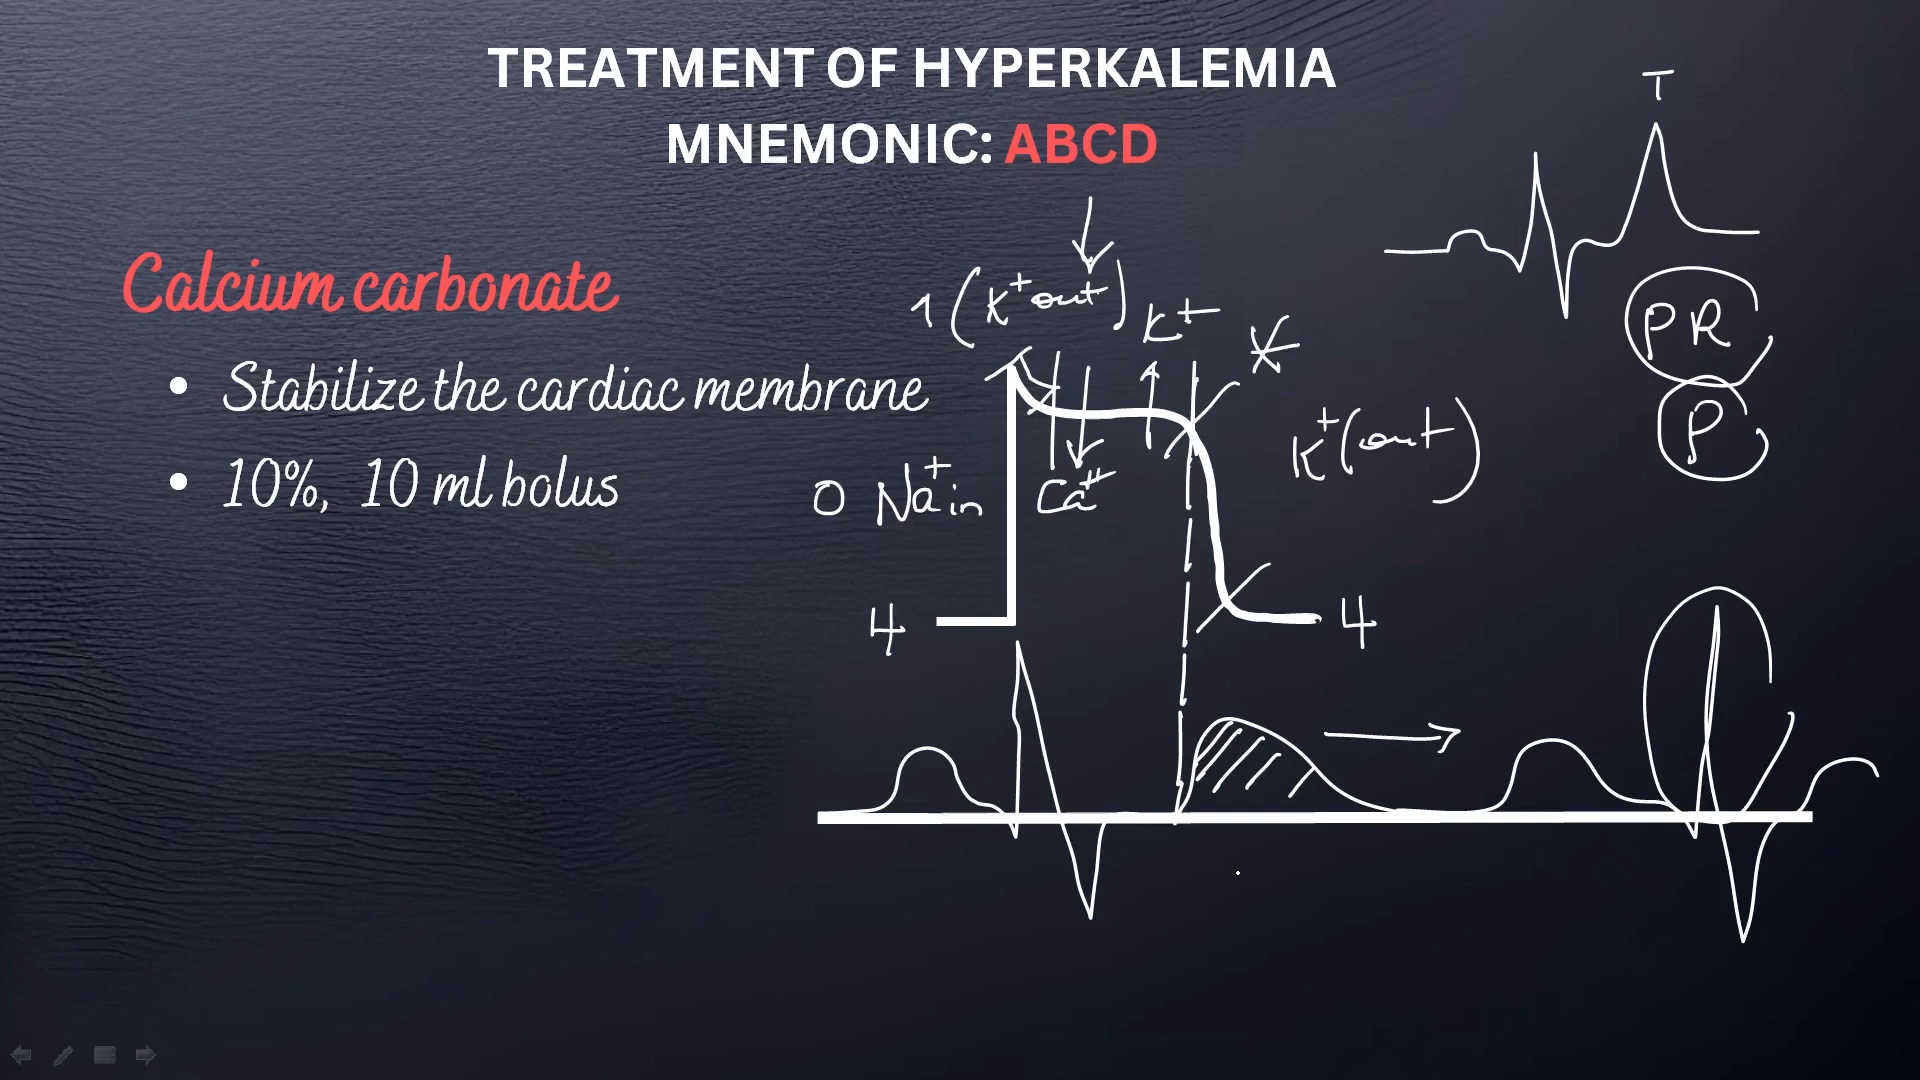 TREATMENT OF HYPERKALEMIA
MNEMONIC: ABCD
T
Calcium carbonate
1 (K⁺out)
K⁺
PR
• Stabilize the cardiac membrane
K⁺(out)
P
• 10%, 10 ml bolus
0 Na⁺in
Ca⁺⁺
4
4